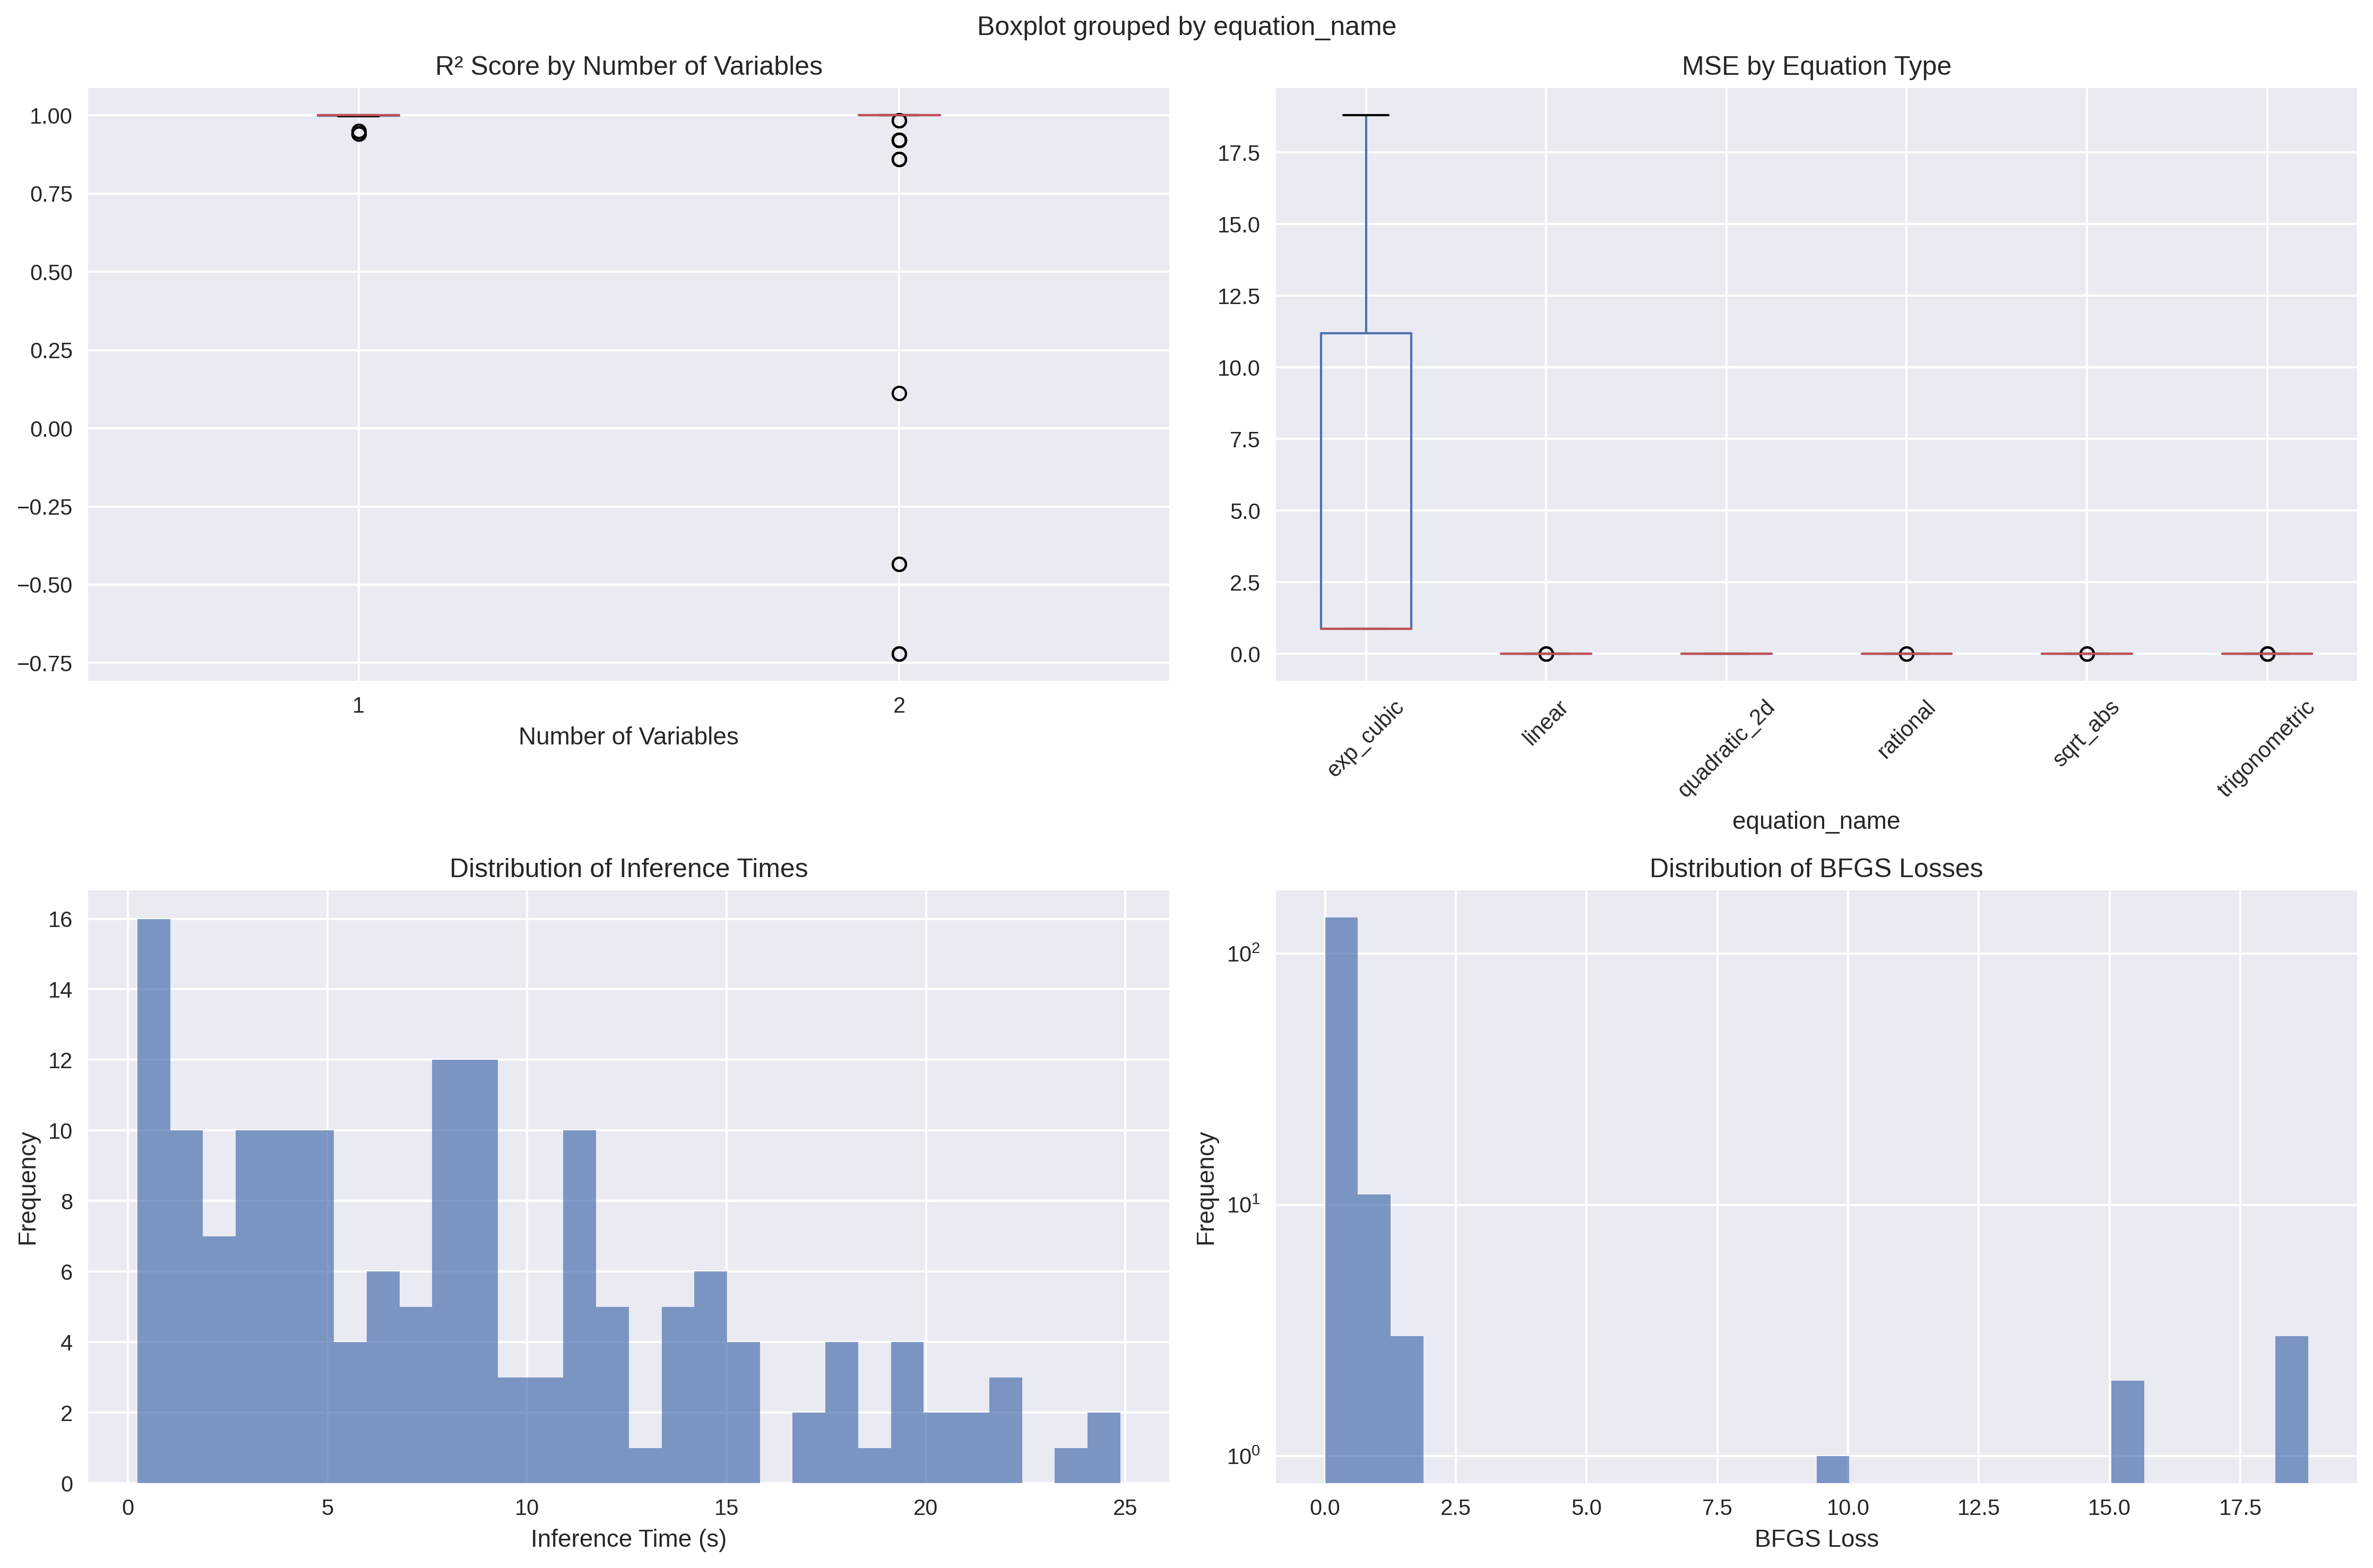 Boxplot grouped by equation_name
R² Score by Number of Variables
1.00
0.75
0.50
0.25
0.00
−0.25
−0.50
−0.75
1
2
Number of Variables
MSE by Equation Type
17.5
15.0
12.5
10.0
7.5
5.0
2.5
0.0
exp_cubic
linear
quadratic_2d
rational
sqrt_abs
trigonometric
equation_name
Distribution of Inference Times
Frequency
16
14
12
10
8
6
4
2
0
0
5
10
15
20
25
Inference Time (s)
Distribution of BFGS Losses
Frequency
10²
10¹
10⁰
0.0
2.5
5.0
7.5
10.0
12.5
15.0
17.5
BFGS Loss